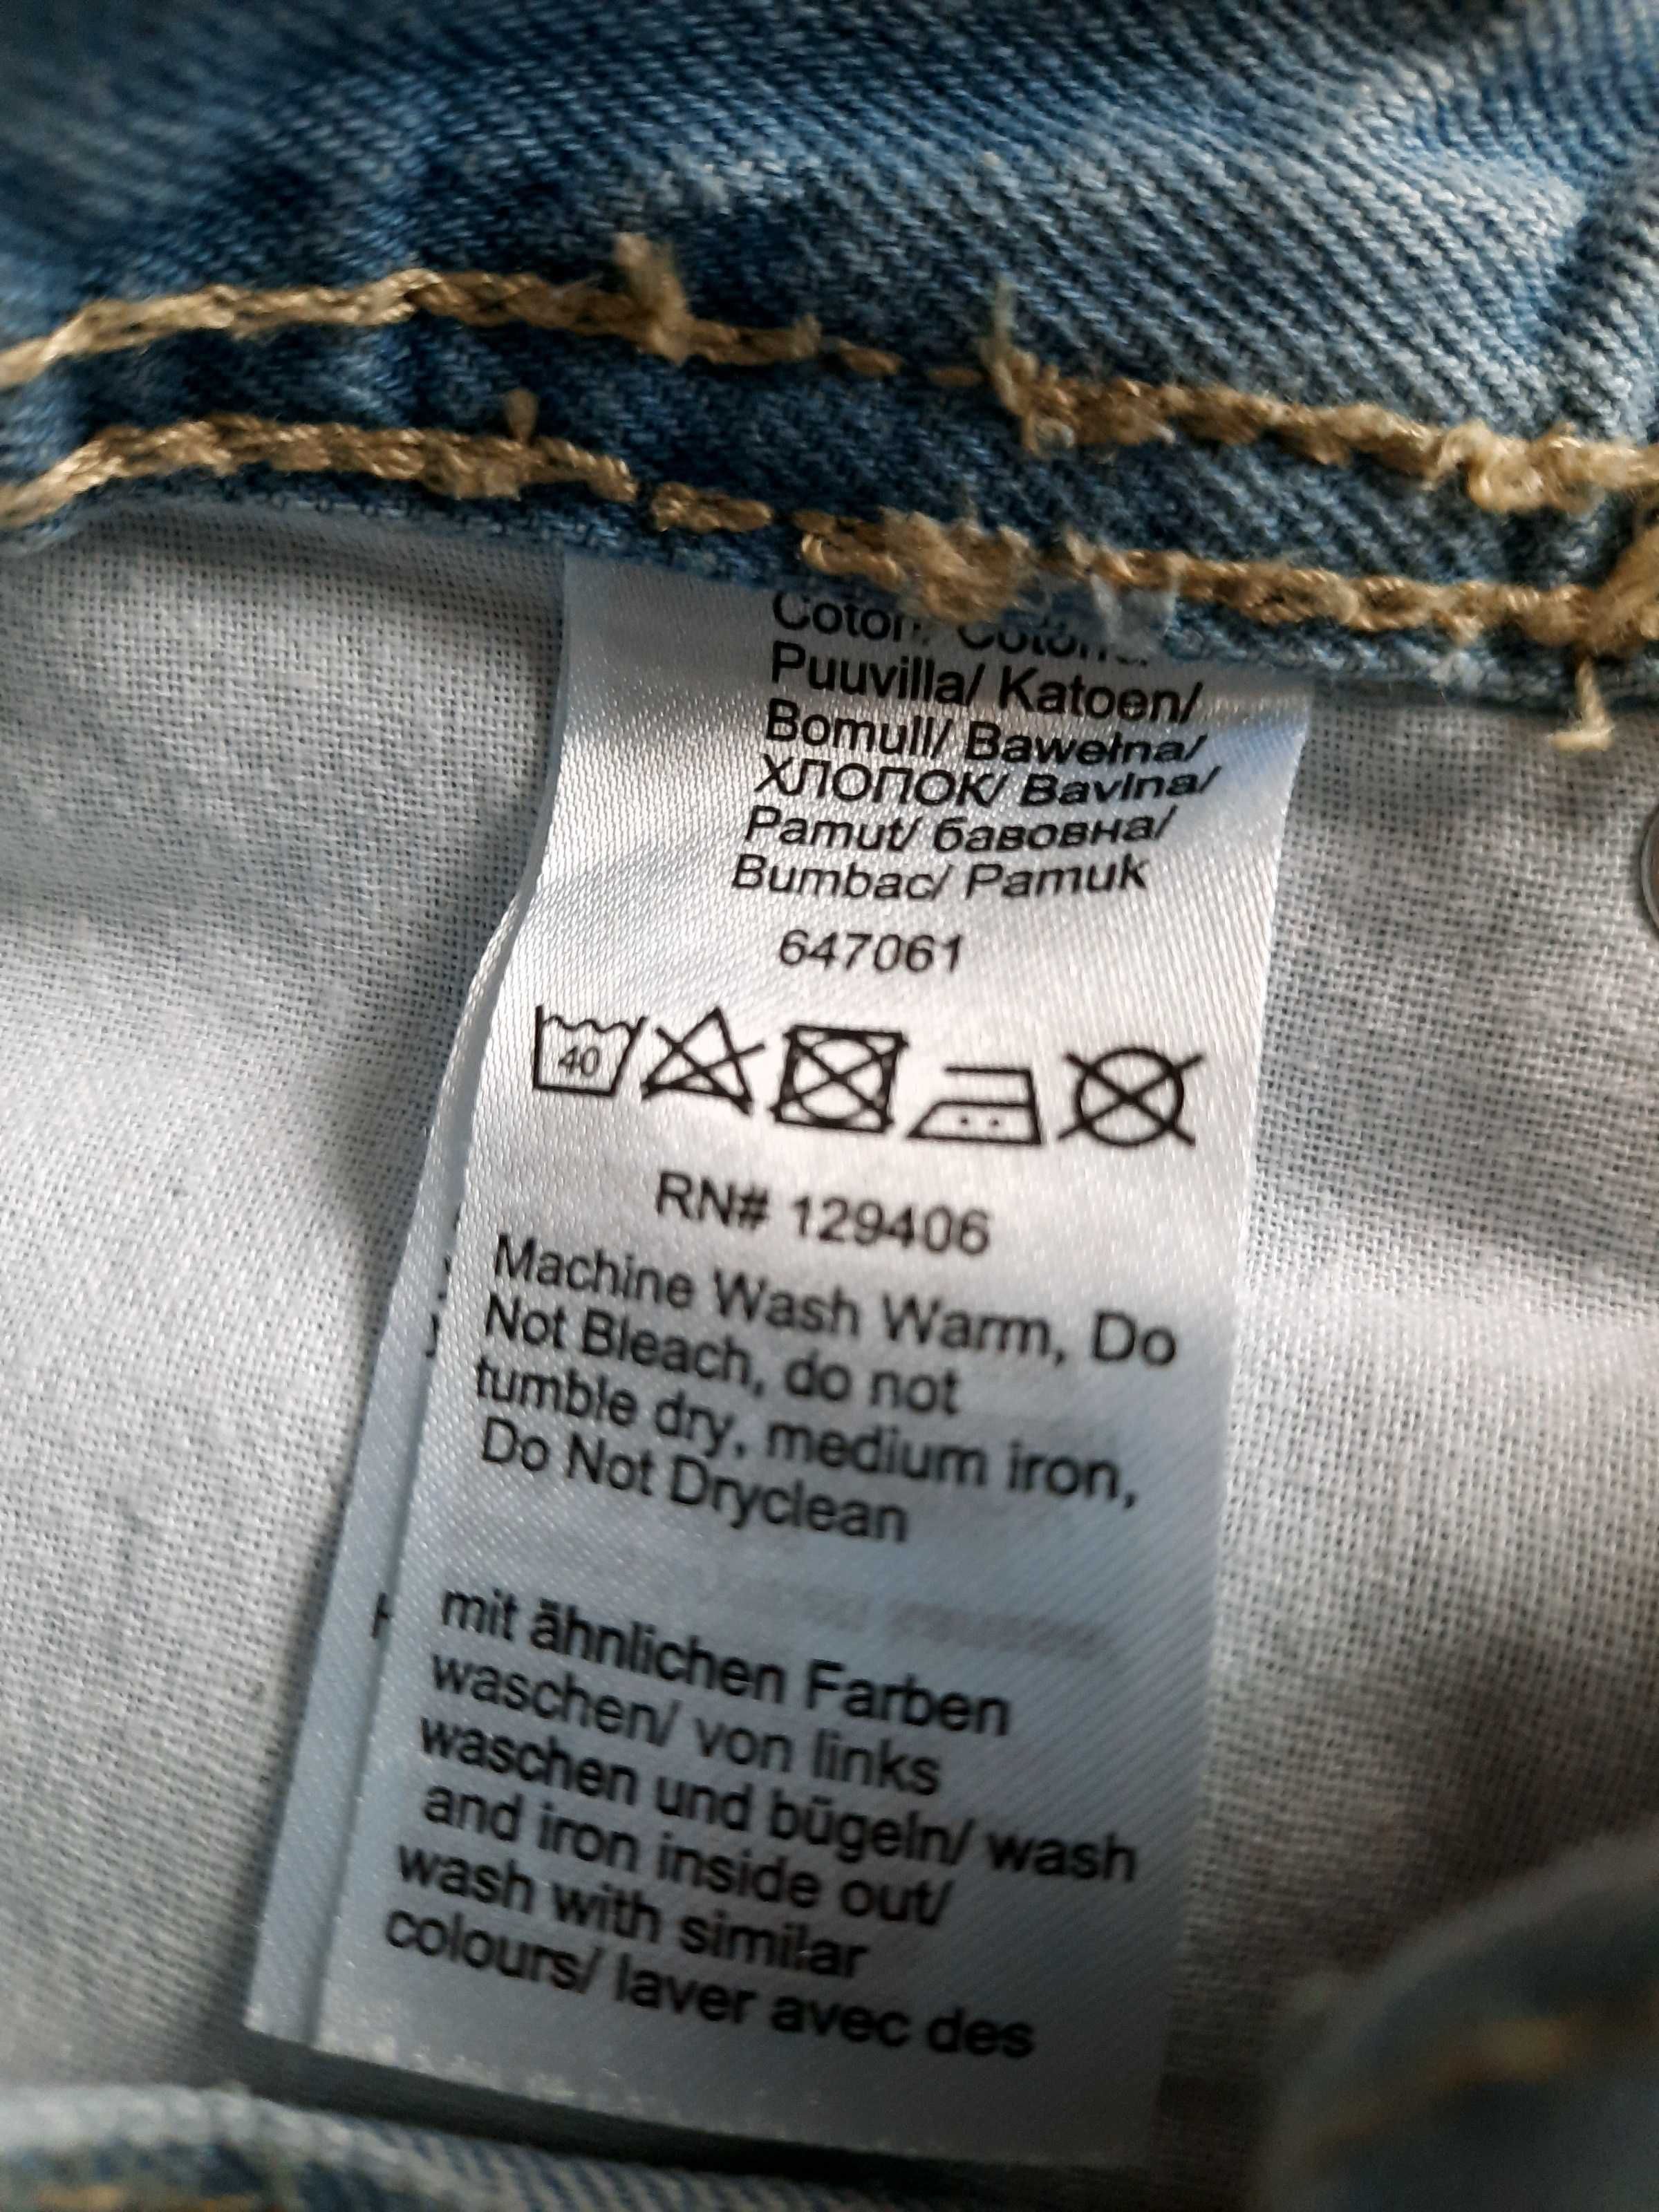 Puuvilla/ Katoen/
Bomull/ Bawełna/
ХЛОПОК/ Bavlna/
Pamut/ бавовна/
Bumbac/ Pamuk
647061
40
RN# 129406
Machine Wash Warm, Do
Not Bleach, do not
tumble dry, medium iron,
Do Not Dryclean
mit ähnlichen Farben
waschen/ von links
waschen und bügeln/ wash
and iron inside out/
wash with similar
colours/ laver avec des